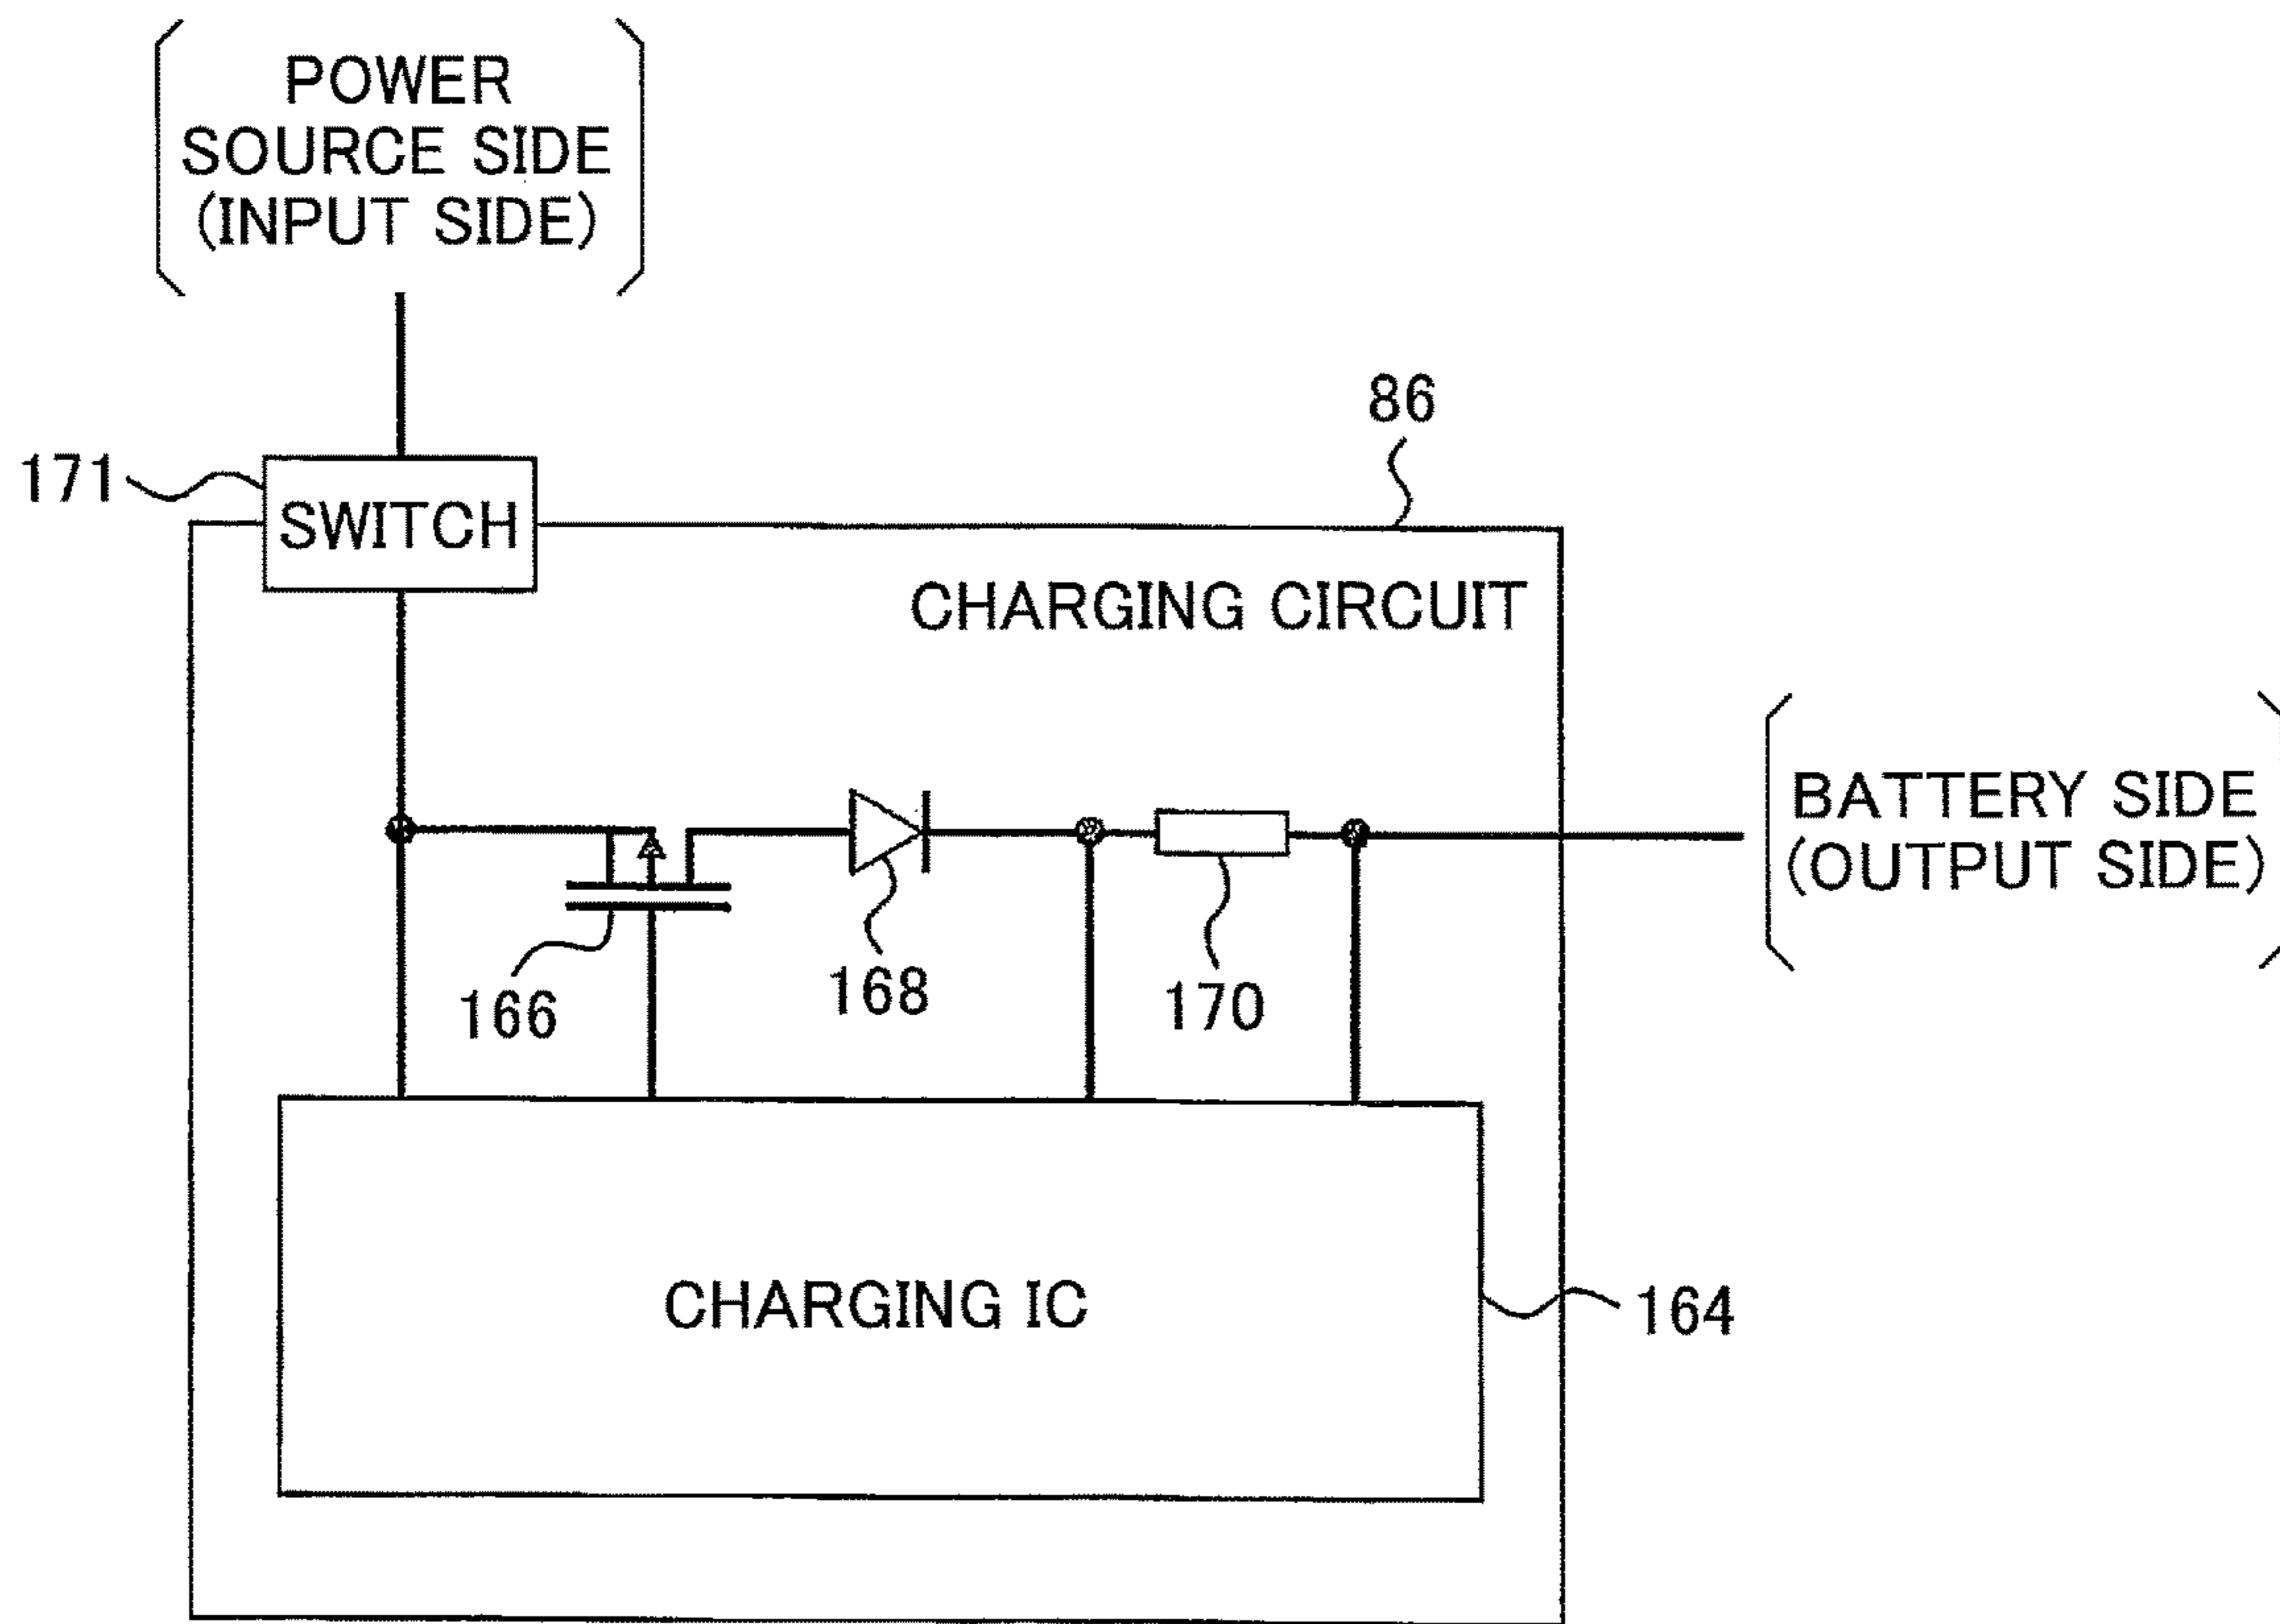 POWER
SOURCE SIDE
(INPUT SIDE)
86
171
SWITCH
CHARGING CIRCUIT
BATTERY SIDE
(OUTPUT SIDE)
166
168
170
CHARGING IC
164